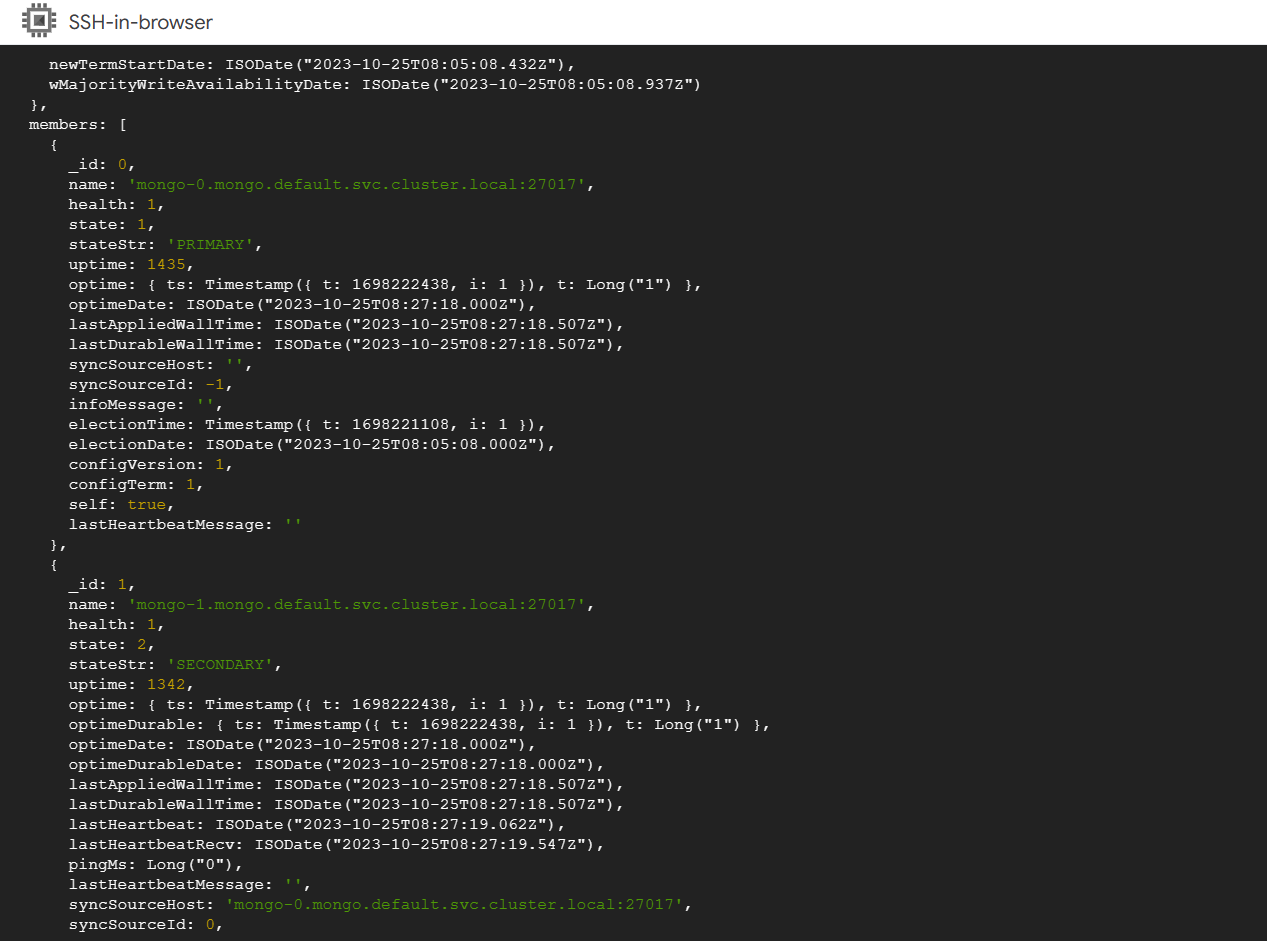 SSH-in-browser
newTermStartDate: ISODate("2023-10-25T08:05:08.432Z"),
wMajorityWriteAvailabilityDate: ISODate("2023-10-25T08:05:08.937Z")
},
members: [
{
_id: 0,
name: 'mongo-0.mongo.default.svc.cluster.local:27017',
health: 1,
state: 1,
stateStr: 'PRIMARY',
uptime: 1435,
optime: { ts: Timestamp({ t: 1698222438, i: 1 }), t: Long("1") },
optimeDate: ISODate("2023-10-25T08:27:18.000Z"),
lastAppliedWallTime: ISODate("2023-10-25T08:27:18.507Z"),
lastDurableWallTime: ISODate("2023-10-25T08:27:18.507Z"),
syncSourceHost: '',
syncSourceId: -1,
infoMessage: '',
electionTime: Timestamp({ t: 1698221108, i: 1 }),
electionDate: ISODate("2023-10-25T08:05:08.000Z"),
configVersion: 1,
configTerm: 1,
self: true,
lastHeartbeatMessage: ''
},
{
_id: 1,
name: 'mongo-1.mongo.default.svc.cluster.local:27017',
health: 1,
state: 2,
stateStr: 'SECONDARY',
uptime: 1342,
optime: { ts: Timestamp({ t: 1698222438, i: 1 }), t: Long("1") },
optimeDurable: { ts: Timestamp({ t: 1698222438, i: 1 }), t: Long("1") },
optimeDate: ISODate("2023-10-25T08:27:18.000Z"),
optimeDurableDate: ISODate("2023-10-25T08:27:18.000Z"),
lastAppliedWallTime: ISODate("2023-10-25T08:27:18.507Z"),
lastDurableWallTime: ISODate("2023-10-25T08:27:18.507Z"),
lastHeartbeat: ISODate("2023-10-25T08:27:19.062Z"),
lastHeartbeatRecv: ISODate("2023-10-25T08:27:19.547Z"),
pingMs: Long("0"),
lastHeartbeatMessage: '',
syncSourceHost: 'mongo-0.mongo.default.svc.cluster.local:27017',
syncSourceId: 0,